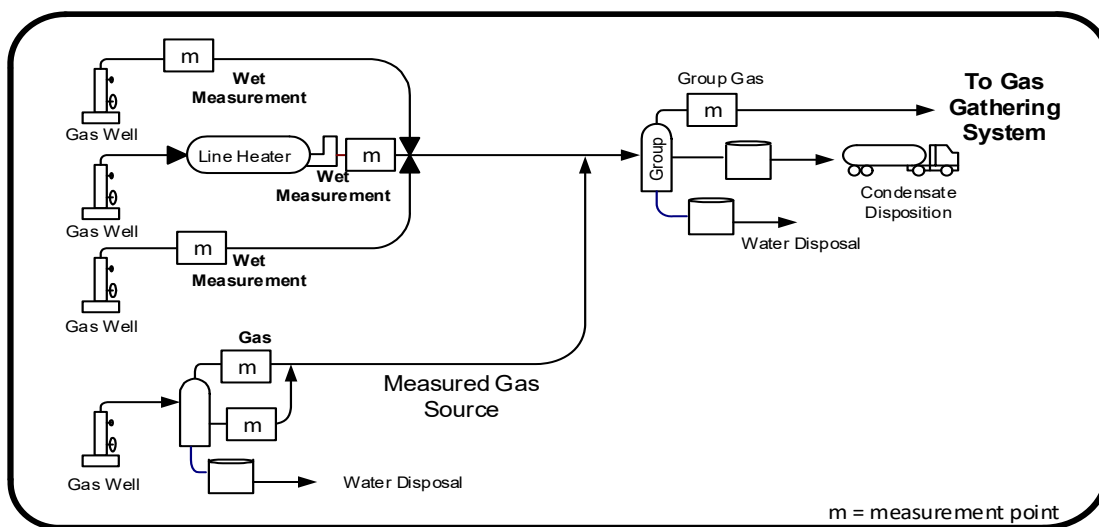 m
Wet
Measurement
Gas Well
Line Heater
m
Wet
Measurement
Gas Well
m
Wet
Measurement
Gas Well
Group Gas
m
To Gas
Gathering
System
Group
Condensate
Disposition
Water Disposal
Gas
m
Measured Gas
Source
m
Gas Well
Water Disposal
m = measurement point